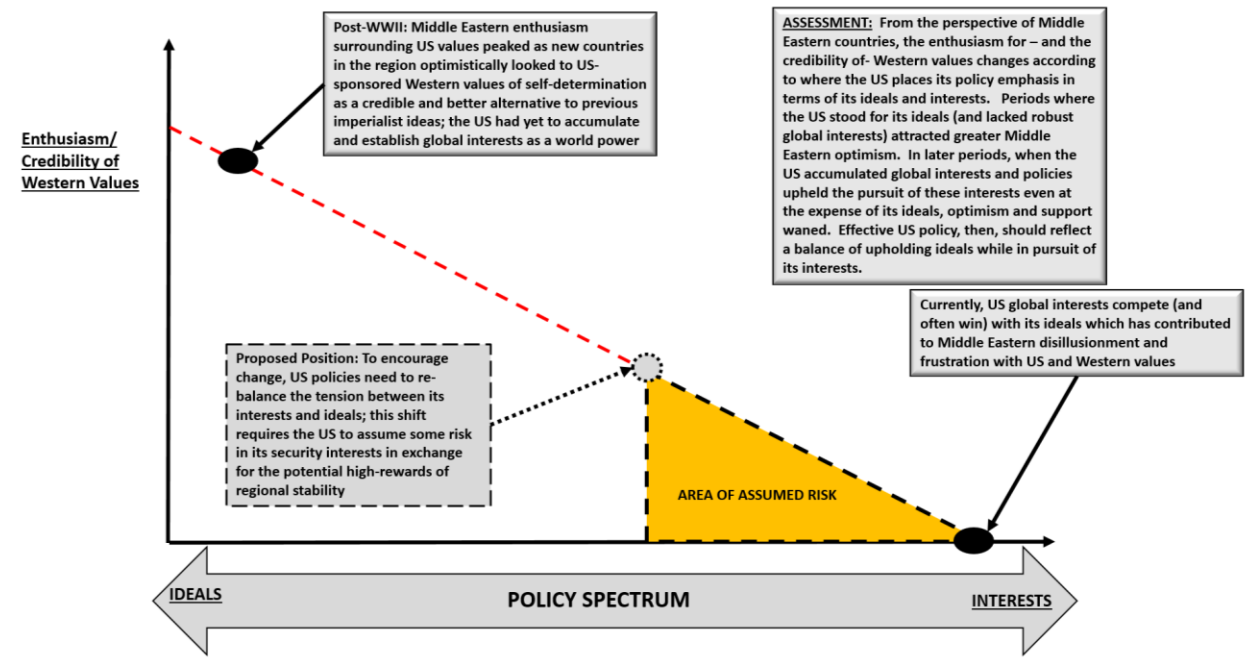 Post-WWII: Middle Eastern enthusiasm
surrounding US values peaked as new countries
in the region optimistically looked to US-
sponsored Western values of self-determination
as a credible and better alternative to previous
imperialist ideas; the US had yet to accumulate
and establish global interests as a world power
ASSESSMENT: From the perspective of Middle
Eastern countries, the enthusiasm for – and the
credibility of- Western values changes according
to where the US places its policy emphasis in
terms of its ideals and interests. Periods where
the US stood for its ideals (and lacked robust
global interests) attracted greater Middle
Eastern optimism. In later periods, when the
US accumulated global interests and policies
upheld the pursuit of these interests even at
the expense of its ideals, optimism and support
waned. Effective US policy, then, should reflect
a balance of upholding ideals while in pursuit of
its interests.
Enthusiasm/
Credibility of
Western Values
Currently, US global interests compete (and
often win) with its ideals which has contributed
to Middle Eastern disillusionment and
frustration with US and Western values
Proposed Position: To encourage
change, US policies need to re-
balance the tension between its
interests and ideals; this shift
requires the US to assume some risk
in its security interests in exchange
for the potential high-rewards of
regional stability
AREA OF ASSUMED RISK
IDEALS
POLICY SPECTRUM
INTERESTS